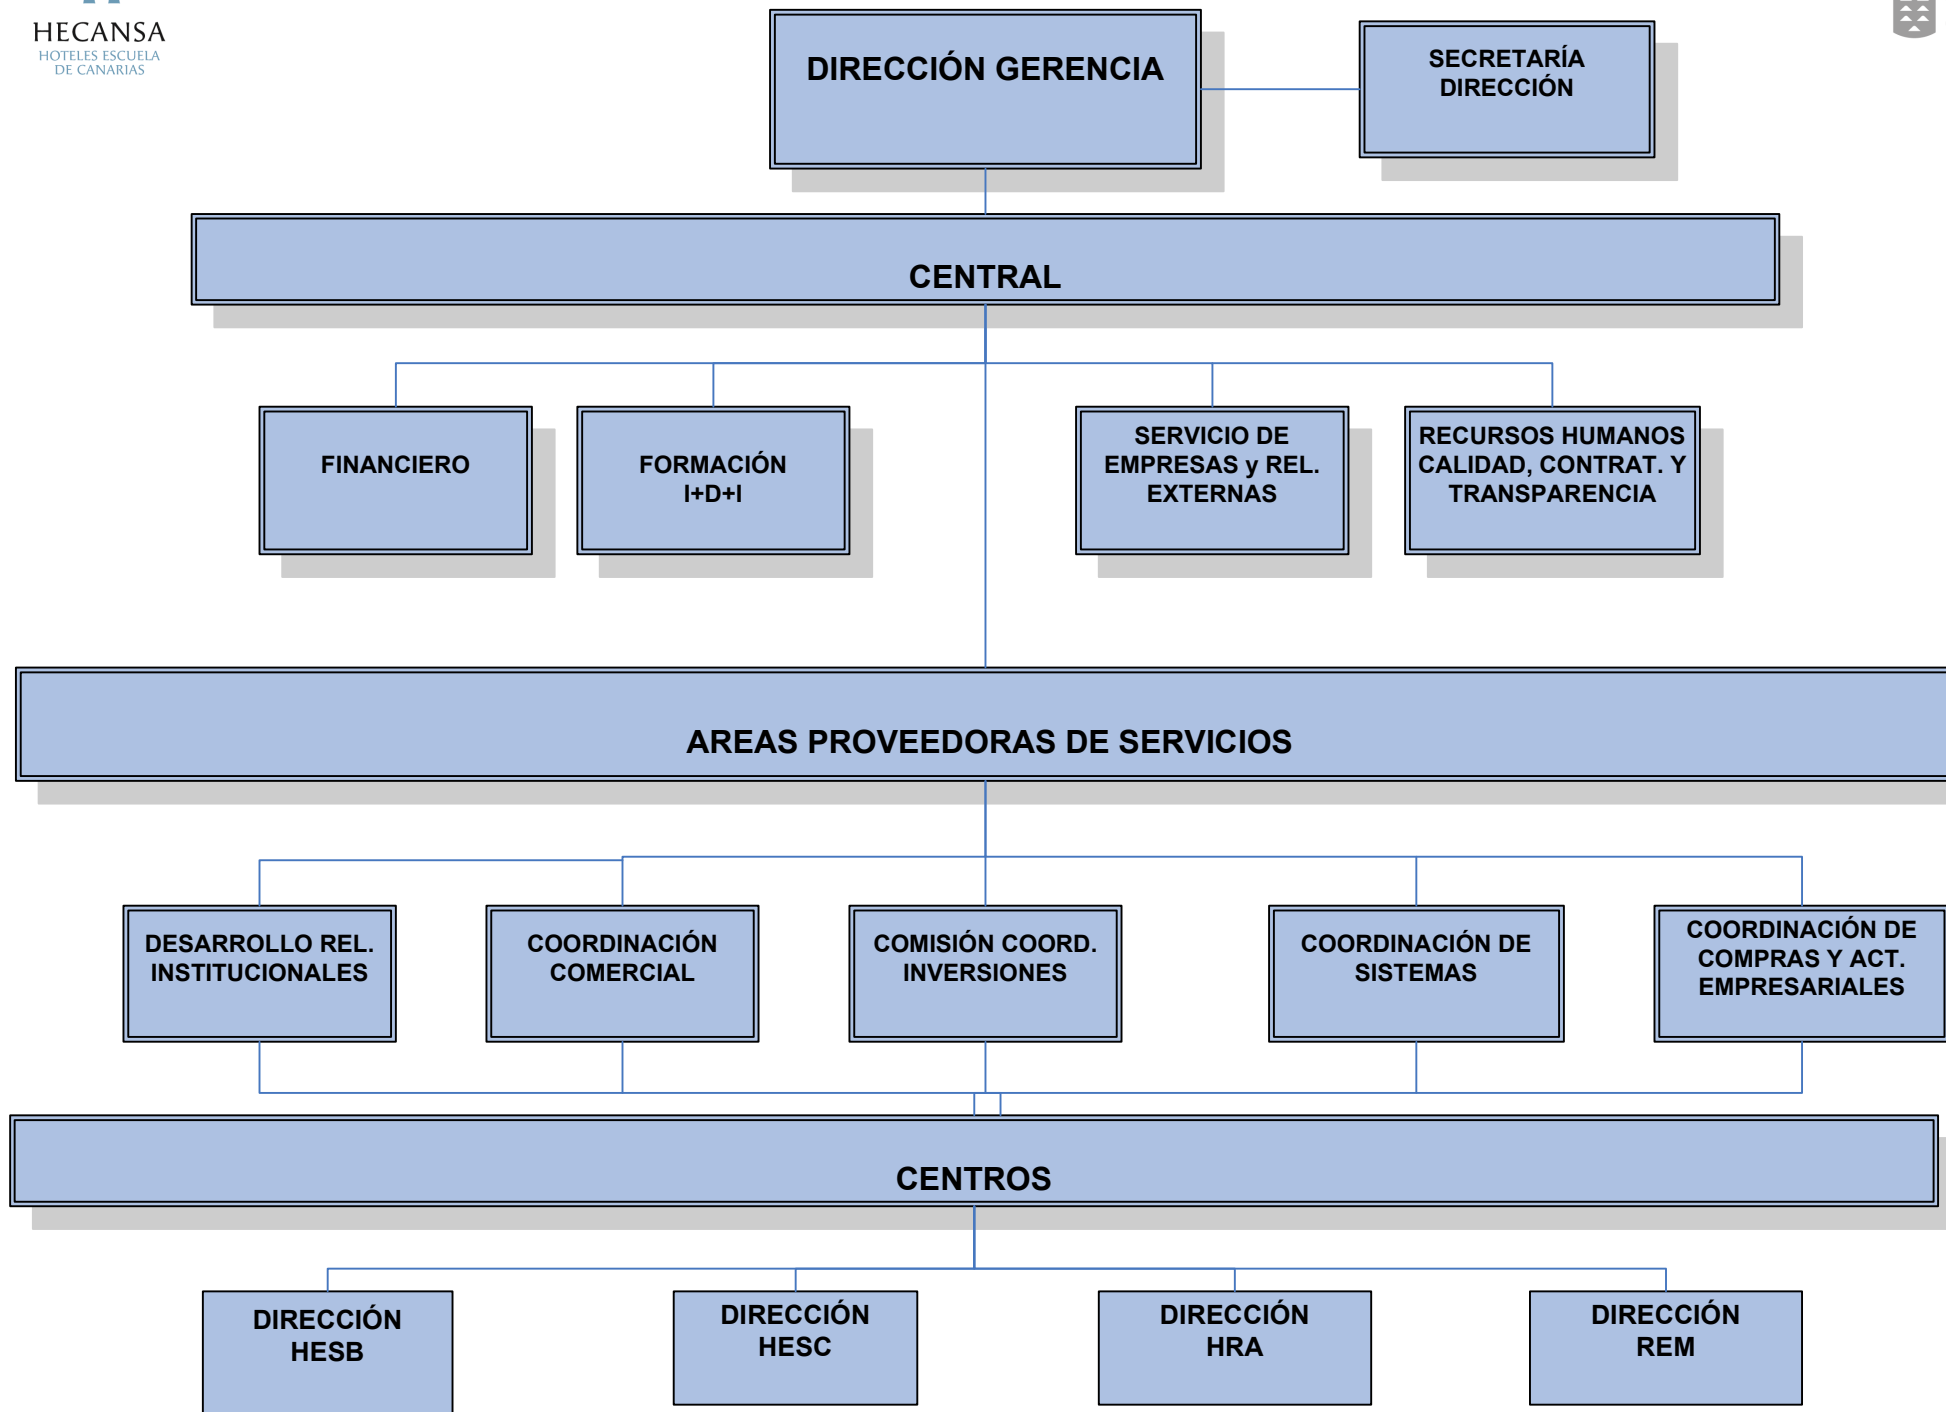 HECANSA
HOTELES ESCUELA
DE CANARIAS
DIRECCIÓN GERENCIA
SECRETARÍA
DIRECCIÓN
CENTRAL
FINANCIERO
FORMACIÓN
I+D+I
SERVICIO DE
EMPRESAS y REL.
EXTERNAS
RECURSOS HUMANOS
CALIDAD, CONTRAT. Y
TRANSPARENCIA
AREAS PROVEEDORAS DE SERVICIOS
DESARROLLO REL.
INSTITUCIONALES
COORDINACIÓN
COMERCIAL
COMISIÓN COORD.
INVERSIONES
COORDINACIÓN DE
SISTEMAS
COORDINACIÓN DE
COMPRAS Y ACT.
EMPRESARIALES
CENTROS
DIRECCIÓN
HESB
DIRECCIÓN
HESC
DIRECCIÓN
HRA
DIRECCIÓN
REM